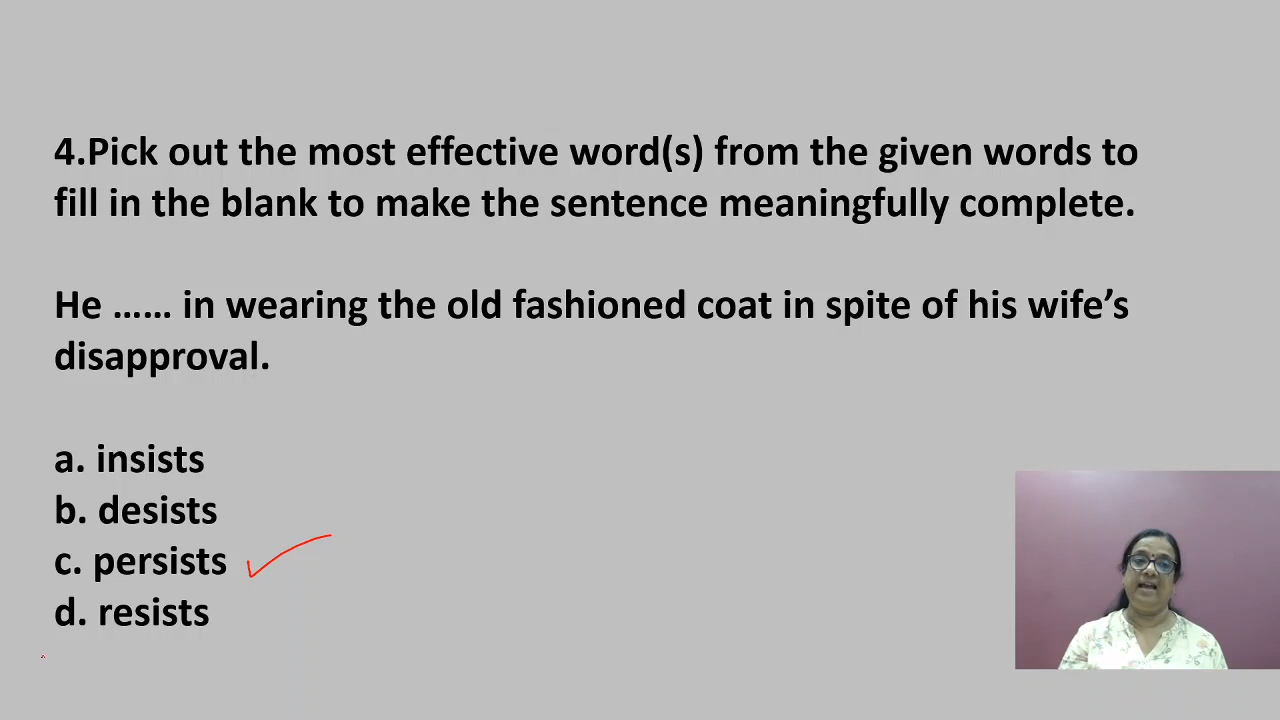 4.Pick out the most effective word(s) from the given words to
fill in the blank to make the sentence meaningfully complete.
He …… in wearing the old fashioned coat in spite of his wife’s
disapproval.
a. insists
b. desists
c. persists
d. resists